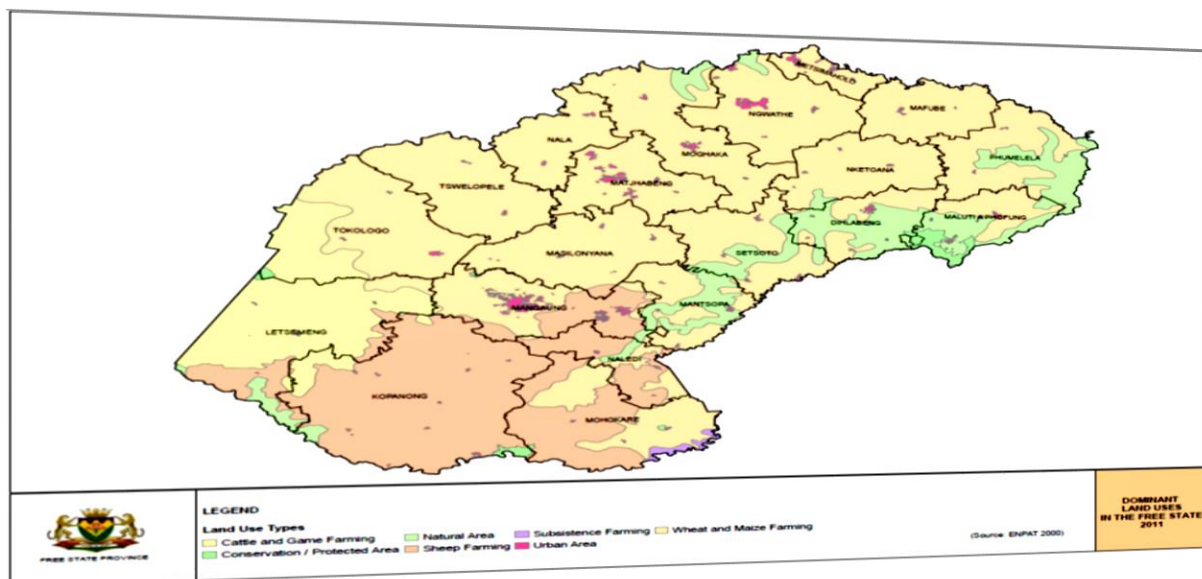 METSIMAHOLO
MAFUBE
NGWATHE
NALA
MOQHAKA
PHUMELELA
NKETOANA
TSWELOPELE
MATJHABENG
MALUTI A PHOFUNG
DIHLABENG
TOKOLOGO
MASILONYANA
SETSOTO
MANTSOPA
MANGAUNG
LETSEMENG
NALEDI
KOPANONG
MOHOKARE
FREE STATE PROVINCE
LEGEND
Land Use Types
Cattle and Game Farming
Natural Area
Subsistence Farming
Wheat and Maize Farming
Conservation / Protected Area
Sheep Farming
Urban Area
(Source: ENPAT 2000)
DOMINANT
LAND USES
IN THE FREE STATE
2011